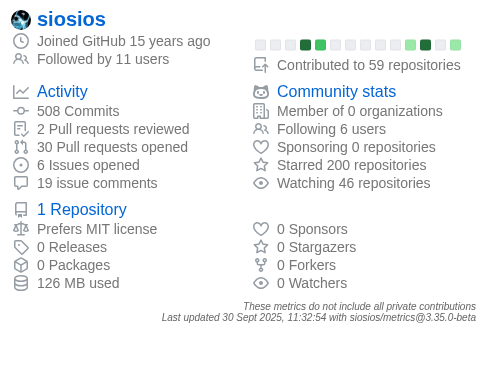 siosios
Joined GitHub 15 years ago
Followed by 11 users
Contributed to 59 repositories
Activity
508 Commits
2 Pull requests reviewed
30 Pull requests opened
6 Issues opened
19 issue comments
Community stats
Member of 0 organizations
Following 6 users
Sponsoring 0 repositories
Starred 200 repositories
Watching 46 repositories
1 Repository
Prefers MIT license
0 Releases
0 Packages
126 MB used
0 Sponsors
0 Stargazers
0 Forkers
0 Watchers
These metrics do not include all private contributions
Last updated 30 Sept 2025, 11:32:54 with siosios/metrics@3.35.0-beta